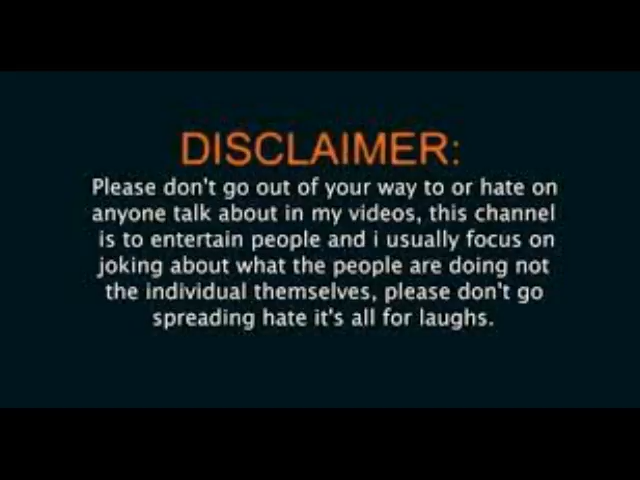 DISCLAIMER:
Please don't go out of your way to or hate on
anyone talk about in my videos, this channel
is to entertain people and i usually focus on
joking about what the people are doing not
the individual themselves, please don't go
spreading hate it's all for laughs.